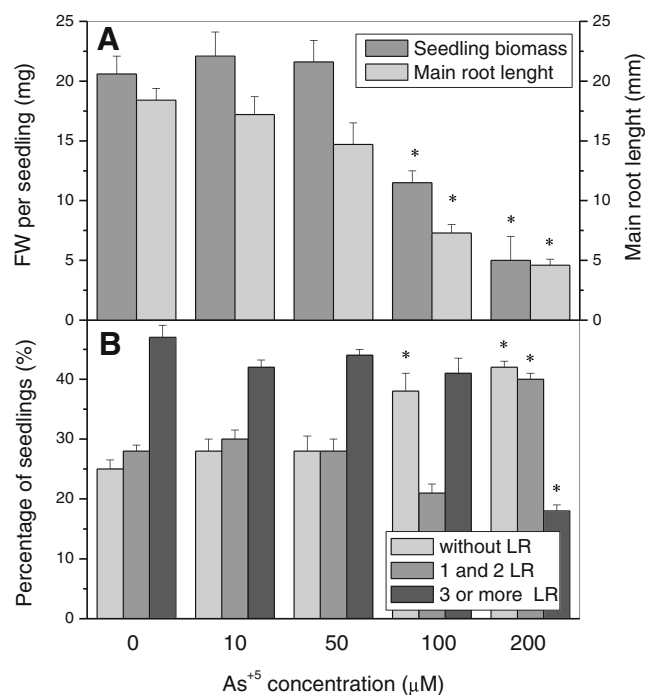 A
Seedling biomass
Main root lenght
FW per seedling (mg)
Main root lenght (mm)
25
20
15
10
5
0
25
20
15
10
5
0
* * * *
B
Percentage of seedlings (%)
40
30
20
10
0
* * * *
without LR
1 and 2 LR
3 or more LR
0 10 50 100 200
As+5 concentration (µM)